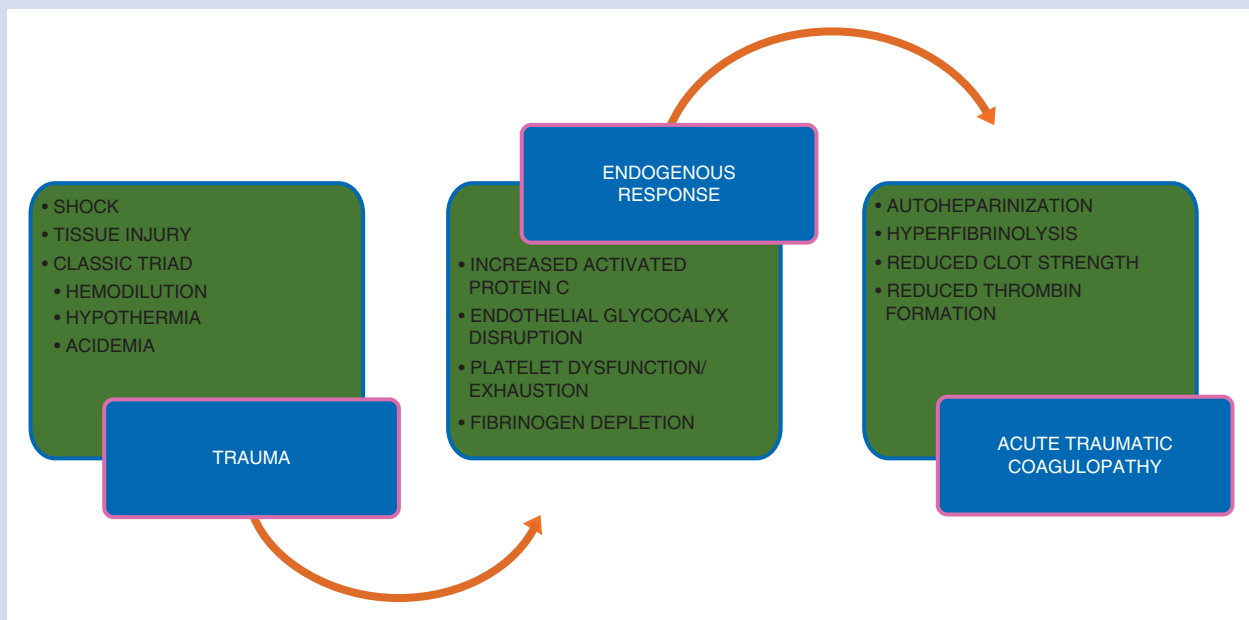 • SHOCK
• TISSUE INJURY
• CLASSIC TRIAD
• HEMODILUTION
• HYPOTHERMIA
• ACIDEMIA
TRAUMA
ENDOGENOUS
RESPONSE
• INCREASED ACTIVATED
PROTEIN C
• ENDOTHELIAL GLYCOCALYX
DISRUPTION
• PLATELET DYSFUNCTION/
EXHAUSTION
• FIBRINOGEN DEPLETION
• AUTOHEPARINIZATION
• HYPERFIBRINOLYSIS
• REDUCED CLOT STRENGTH
• REDUCED THROMBIN
FORMATION
ACUTE TRAUMATIC
COAGULOPATHY